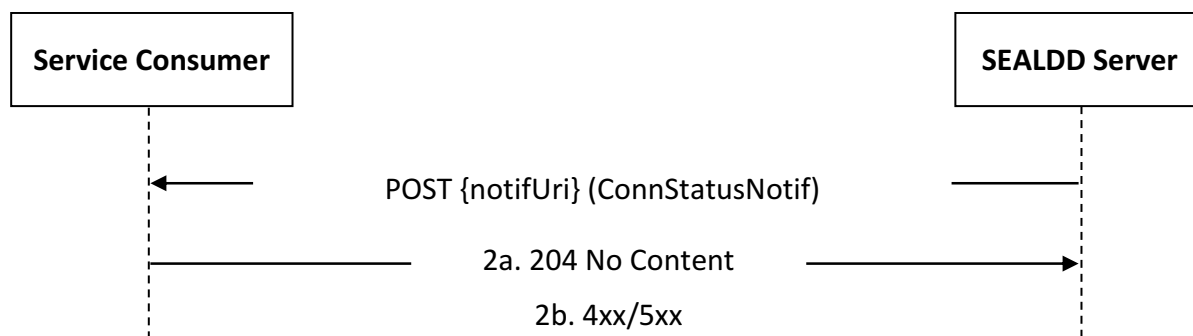 Service Consumer
SEALDD Server
POST {notifUri} (ConnStatusNotif)
2a. 204 No Content
2b. 4xx/5xx